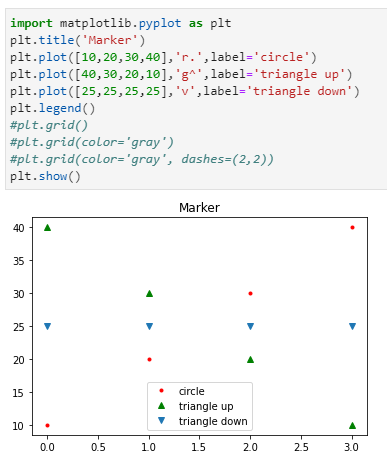 import matplotlib.pyplot as plt
plt.title('Marker')
plt.plot([10,20,30,40],'r.',label='circle')
plt.plot([40,30,20,10],'g^',label='triangle up')
plt.plot([25,25,25,25],'v',label='triangle down')
plt.legend()
#plt.grid()
#plt.grid(color='gray')
#plt.grid(color='gray', dashes=(2,2))
plt.show()
Marker
40
35
30
25
20
15
10
circle
triangle up
triangle down
0.0 0.5 1.0 1.5 2.0 2.5 3.0